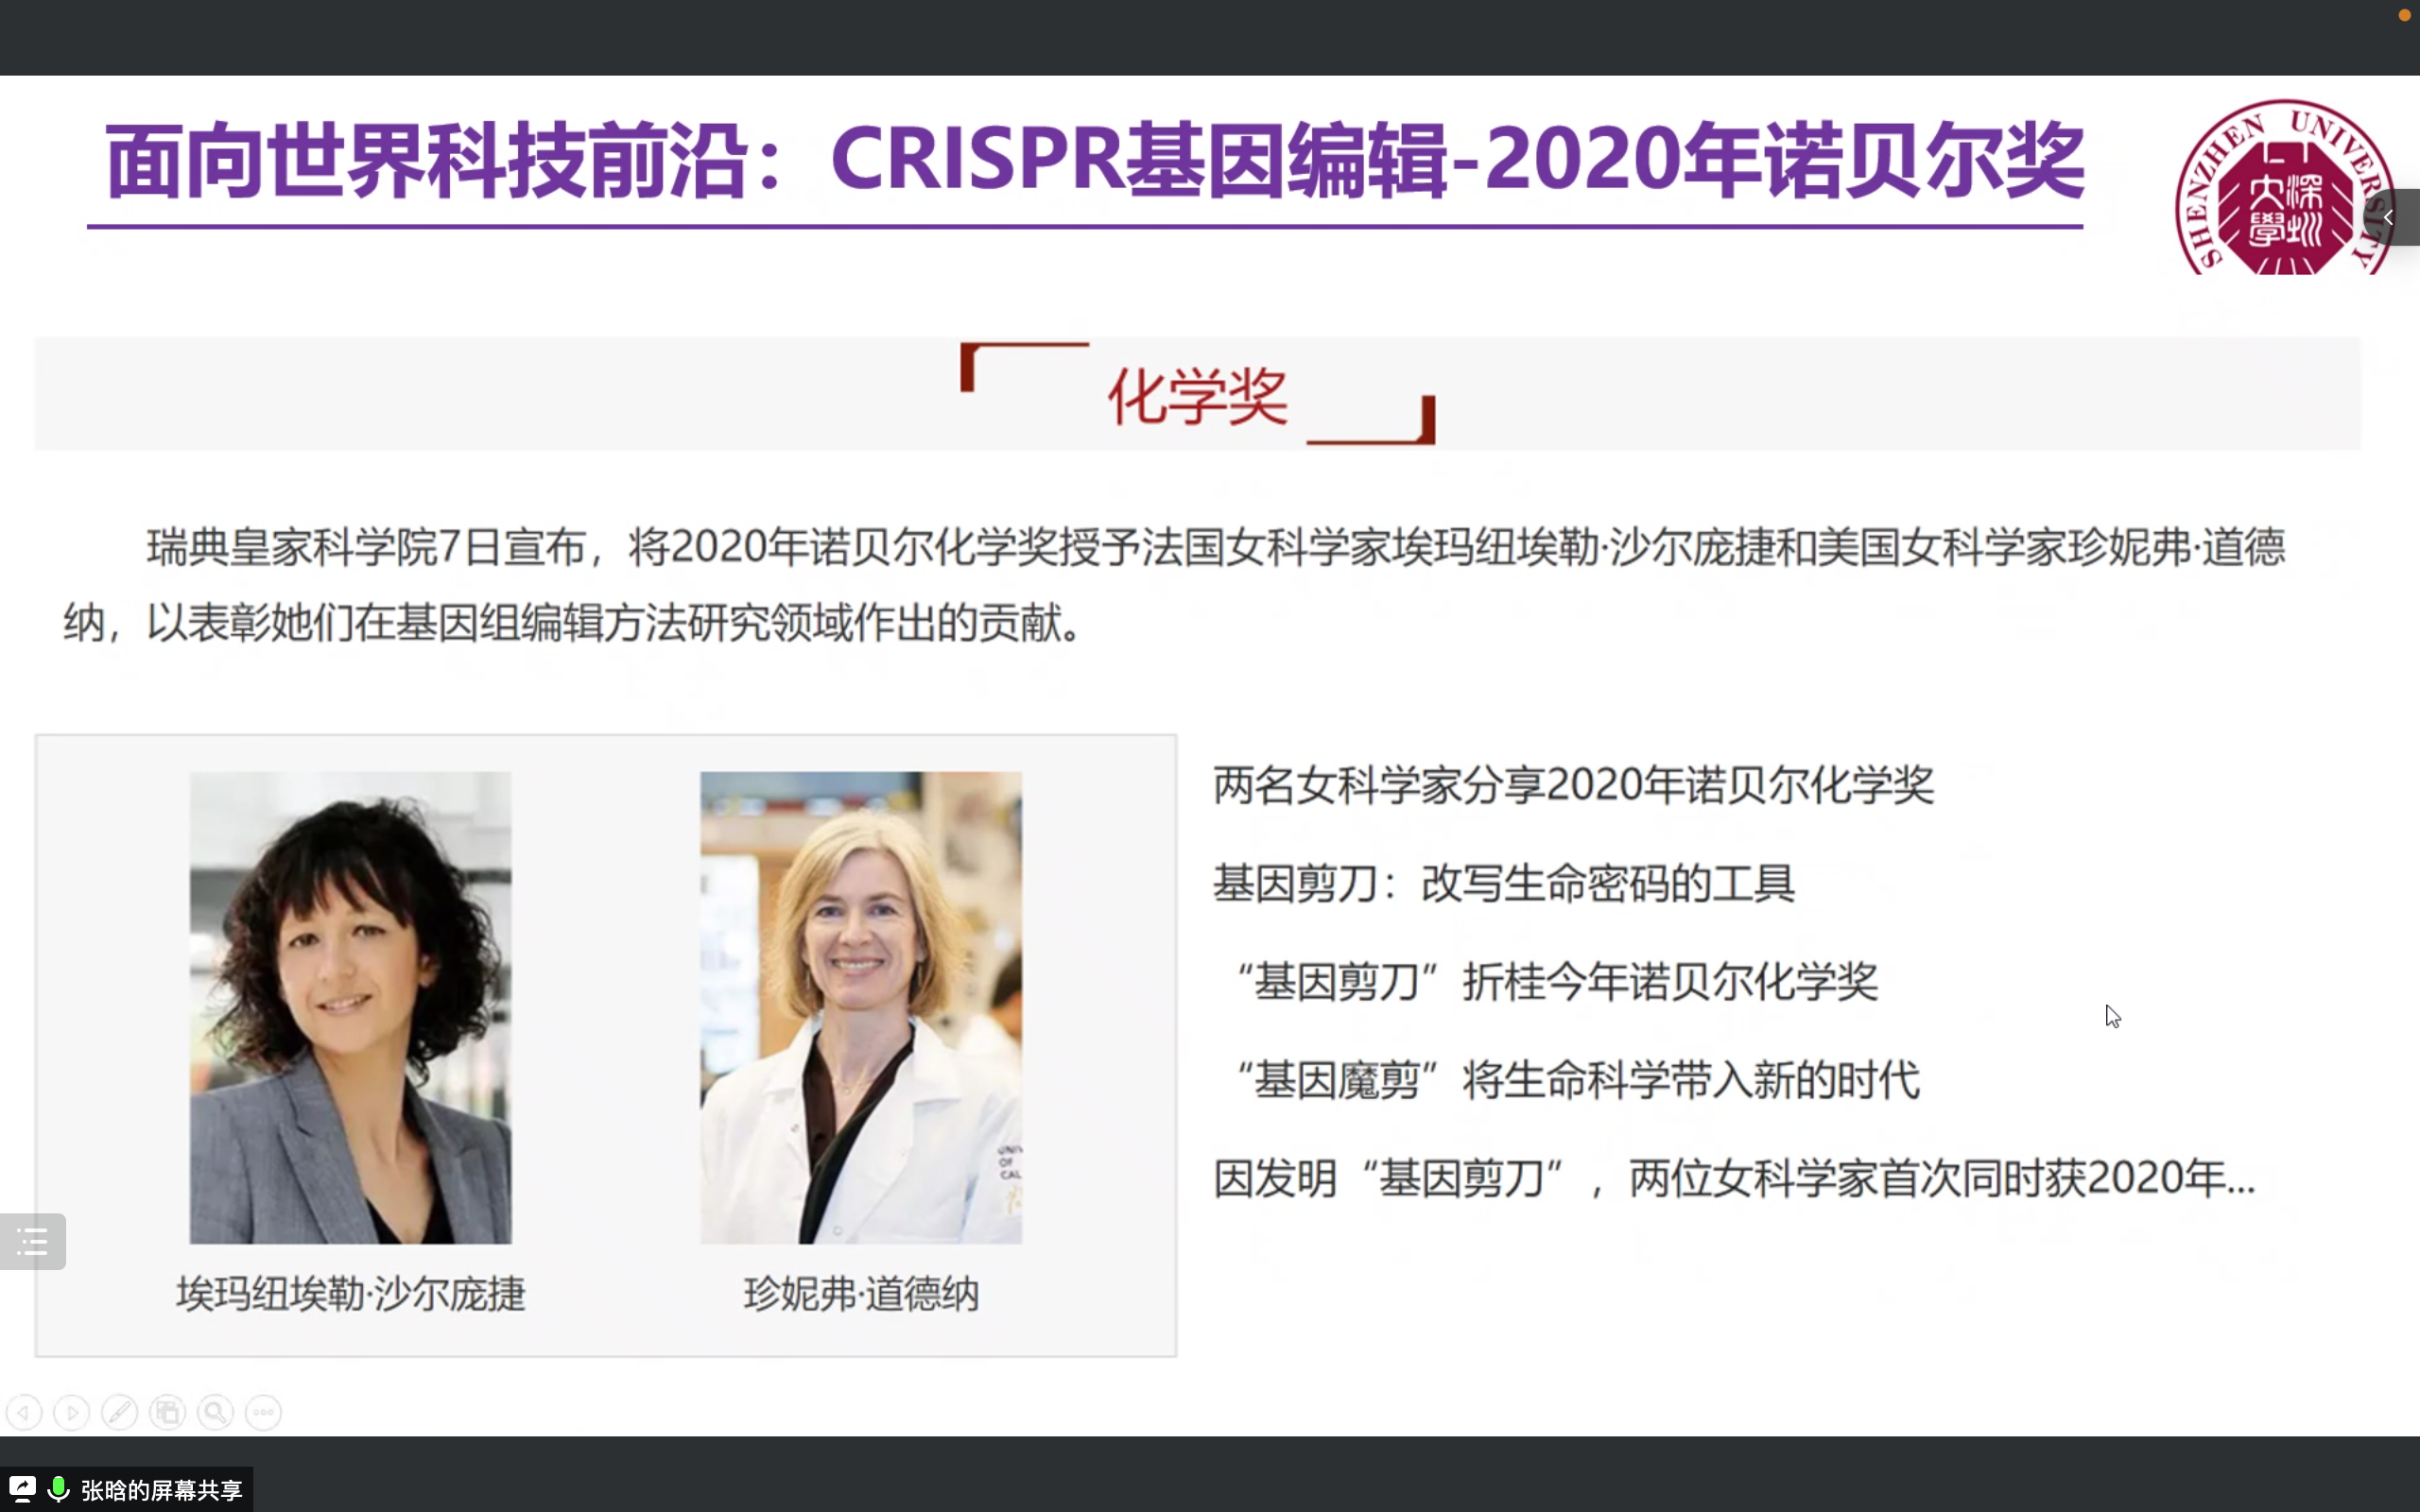 面向世界科技前沿：CRISPR基因编辑-2020年诺贝尔奖
SHENZHEN UNIVERSITY
深圳大學
化学奖
瑞典皇家科学院7日宣布，将2020年诺贝尔化学奖授予法国女科学家埃玛纽埃勒·沙尔庞捷和美国女科学家珍妮弗·道德
纳，以表彰她们在基因组编辑方法研究领域作出的贡献。
两名女科学家分享2020年诺贝尔化学奖
基因剪刀：改写生命密码的工具
“基因剪刀”折桂今年诺贝尔化学奖
“基因魔剪”将生命科学带入新的时代
因发明“基因剪刀”，两位女科学家首次同时获2020年...
OF
埃玛纽埃勒·沙尔庞捷
珍妮弗·道德纳
张晗的屏幕共享